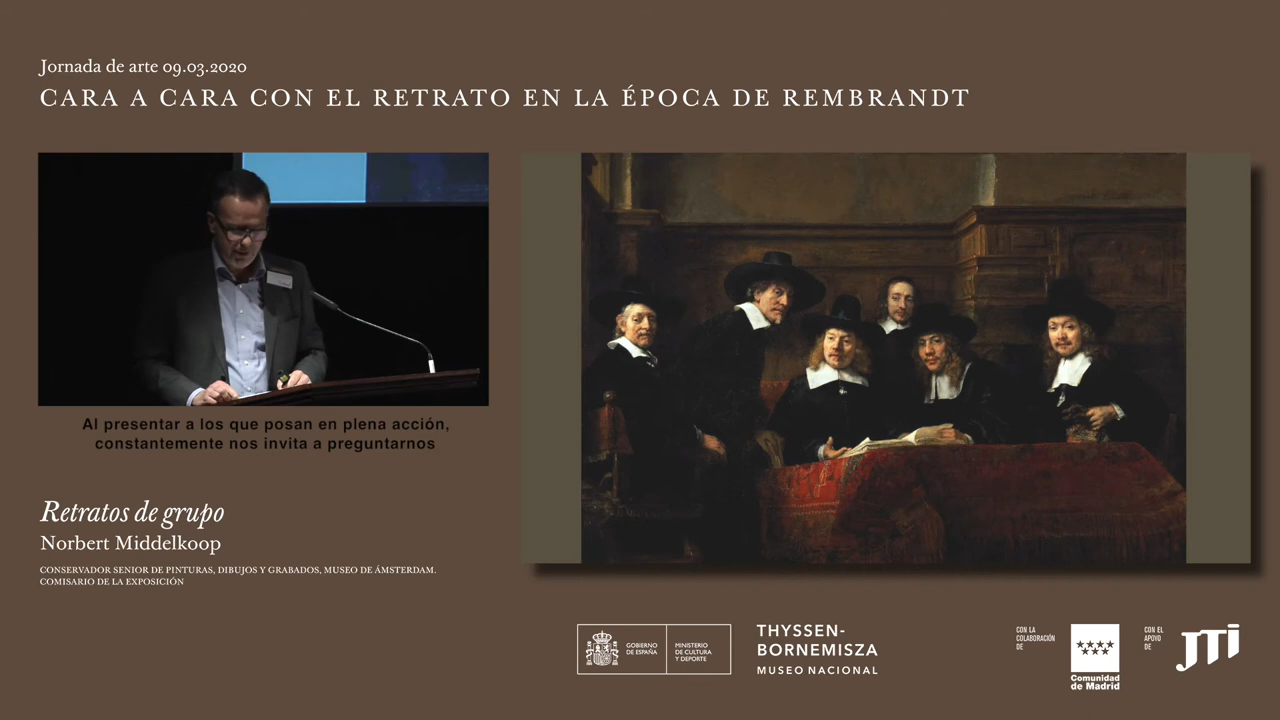 Jornada de arte 09.03.2020
CARA A CARA CON EL RETRATO EN LA ÉPOCA DE REMBRANDT
Al presentar a los que posan en plena acción,
constantemente nos invita a preguntarnos
Retratos de grupo
Norbert Middelkoop
CONSERVADOR SENIOR DE PINTURAS, DIBUJOS Y GRABADOS, MUSEO DE ÁMSTERDAM.
COMISARIO DE LA EXPOSICIÓN
GOBIERNO
DE ESPAÑA
MINISTERIO
DE CULTURA
Y DEPORTE
THYSSEN-
BORNEMISZA
MUSEO NACIONAL
CON LA
COLABORACIÓN
DE
Comunidad
de Madrid
CON EL
APOYO
DE
JTi